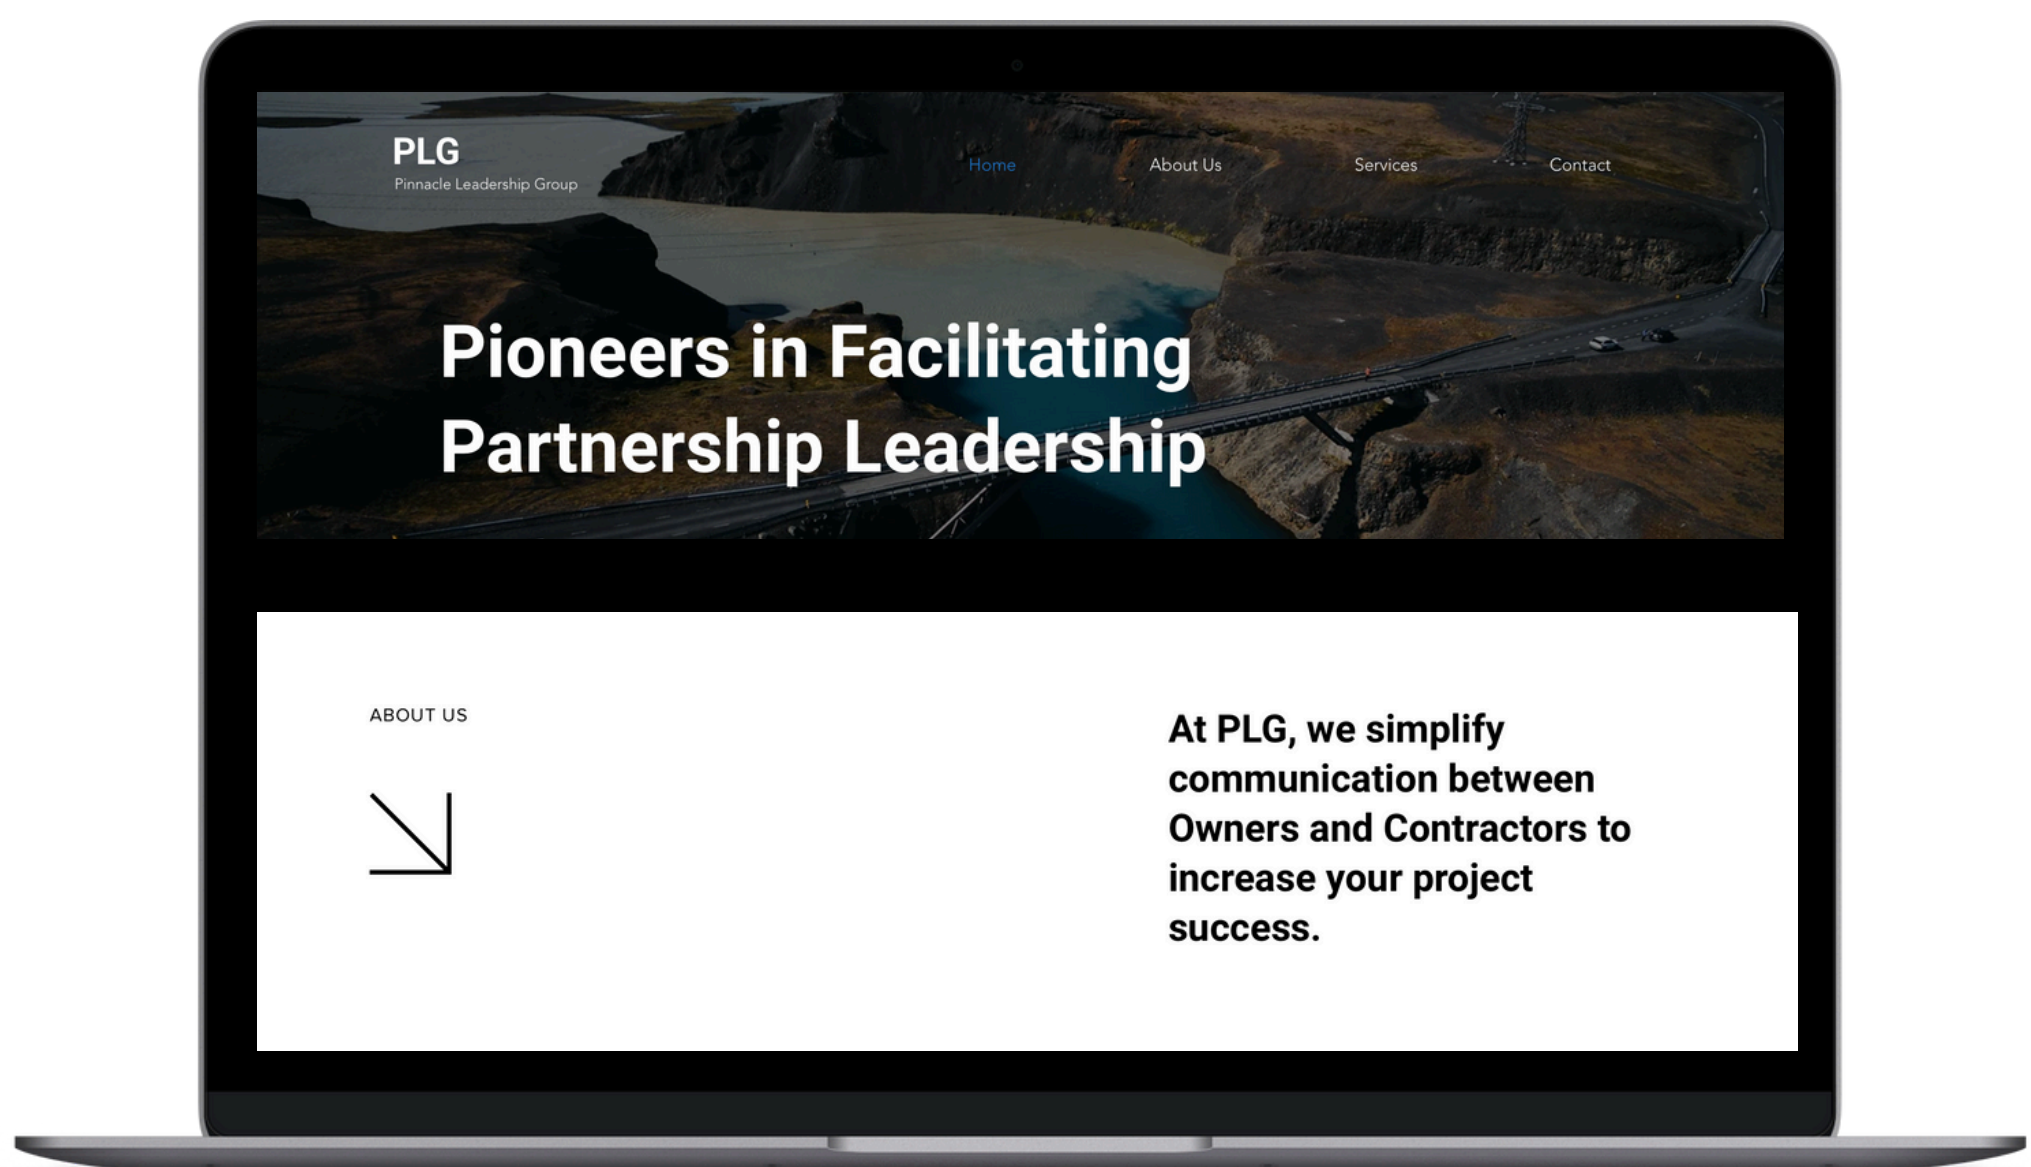 PLG
Pinnacle Leadership Group
Home
About Us
Services
Contact
Pioneers in Facilitating
Partnership Leadership
ABOUT US
At PLG, we simplify
communication between
Owners and Contractors to
increase your project
success.